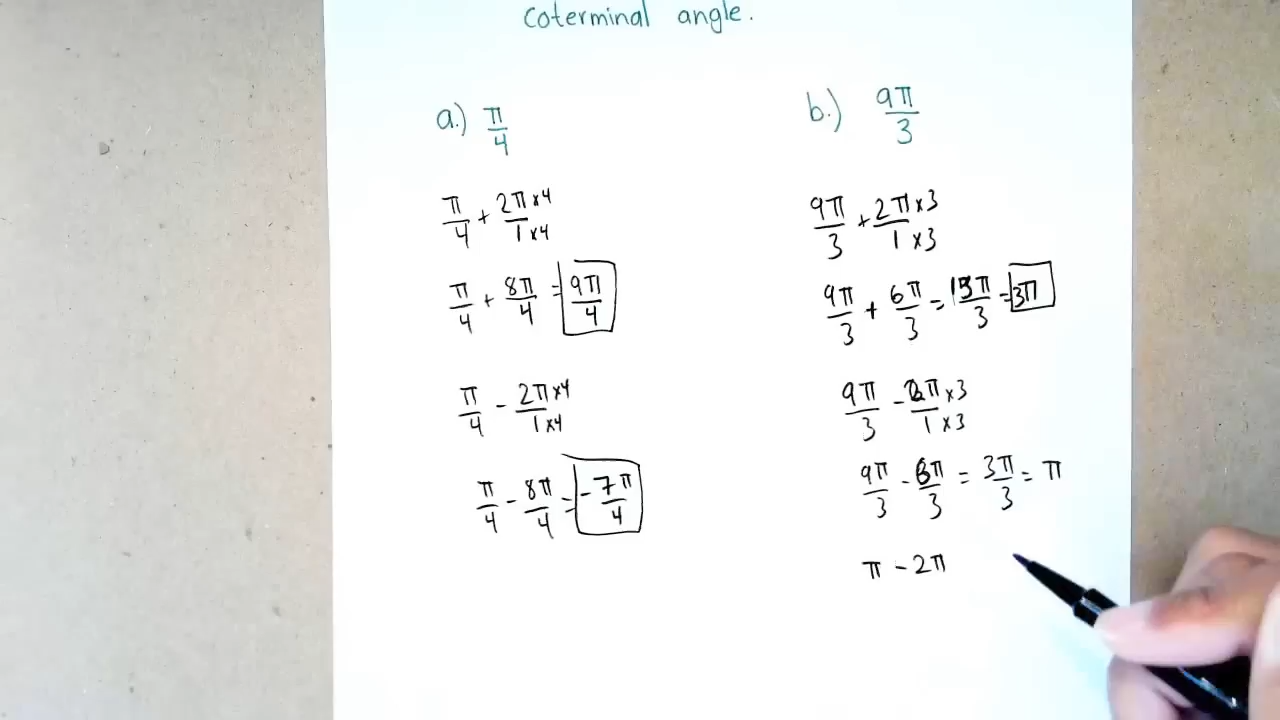 coterminal angle.
a.) π/4
π/4 + 2π×4/1×4
π/4 + 8π/4 = 9π/4
π/4 - 2π×4/1×4
π/4 - 8π/4 = -7π/4
b.) 9π/3
9π/3 + 2π×3/1×3
9π/3 + 6π/3 = 15π/3 = 3π
9π/3 - 2π×3/1×3
9π/3 - 6π/3 = 3π/3 = π
π - 2π